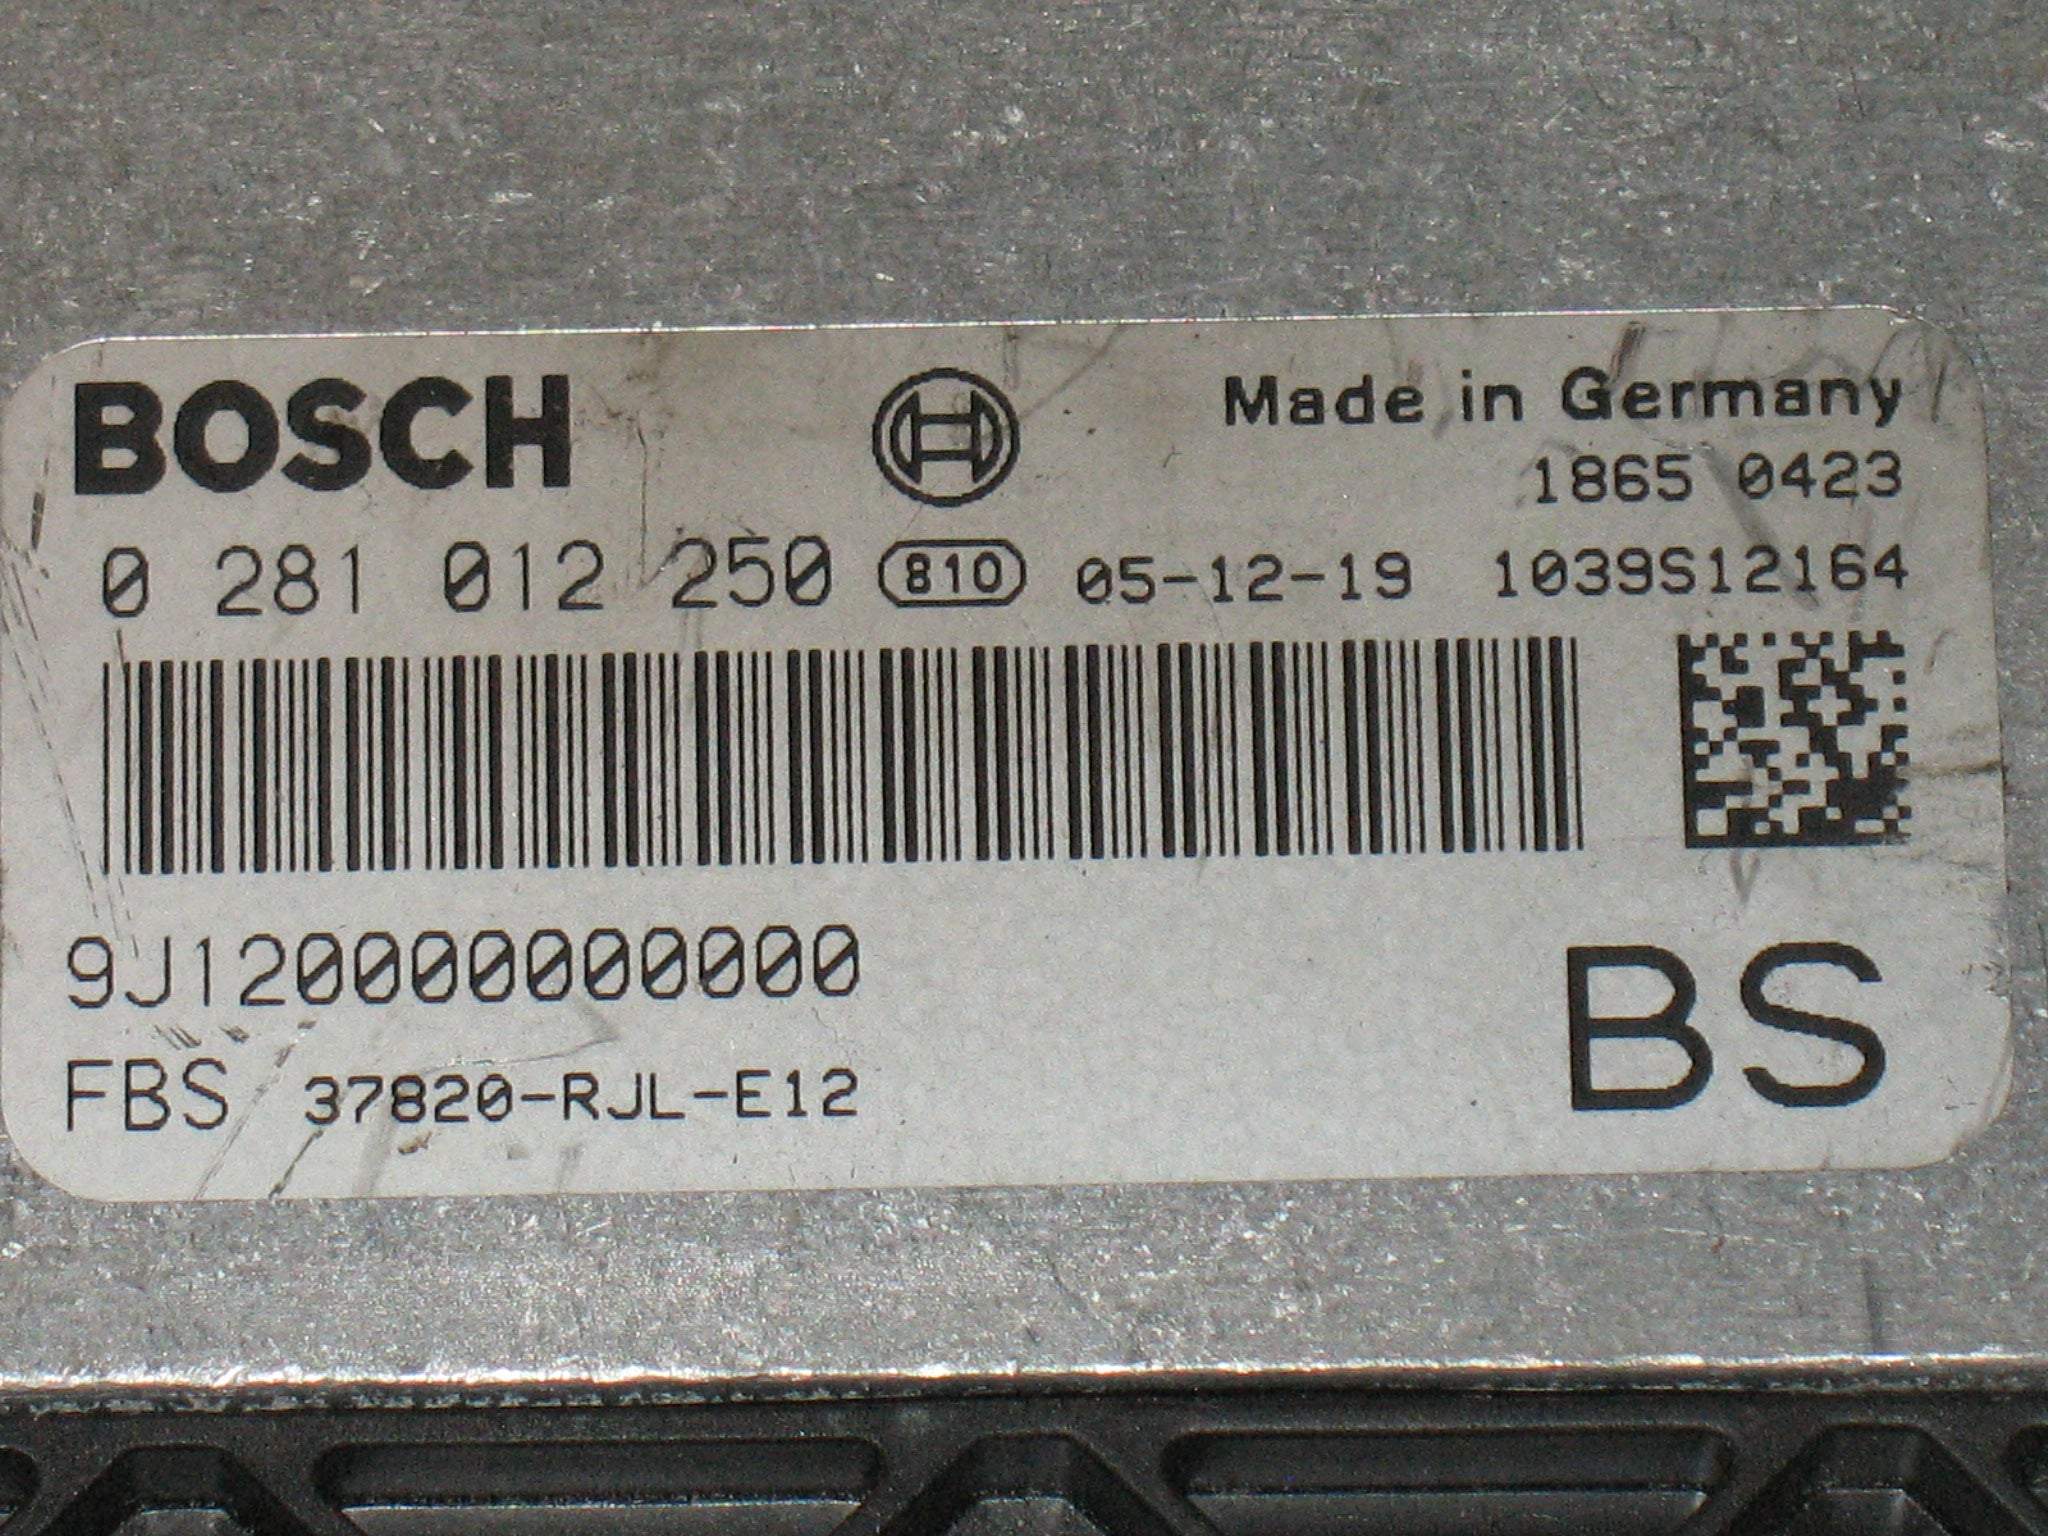 BOSCH Made in Germany
1865 0423
0 281 012 250 810 05-12-19 1039S12164
9J120000000000 BS
FBS 37820-RJL-E12